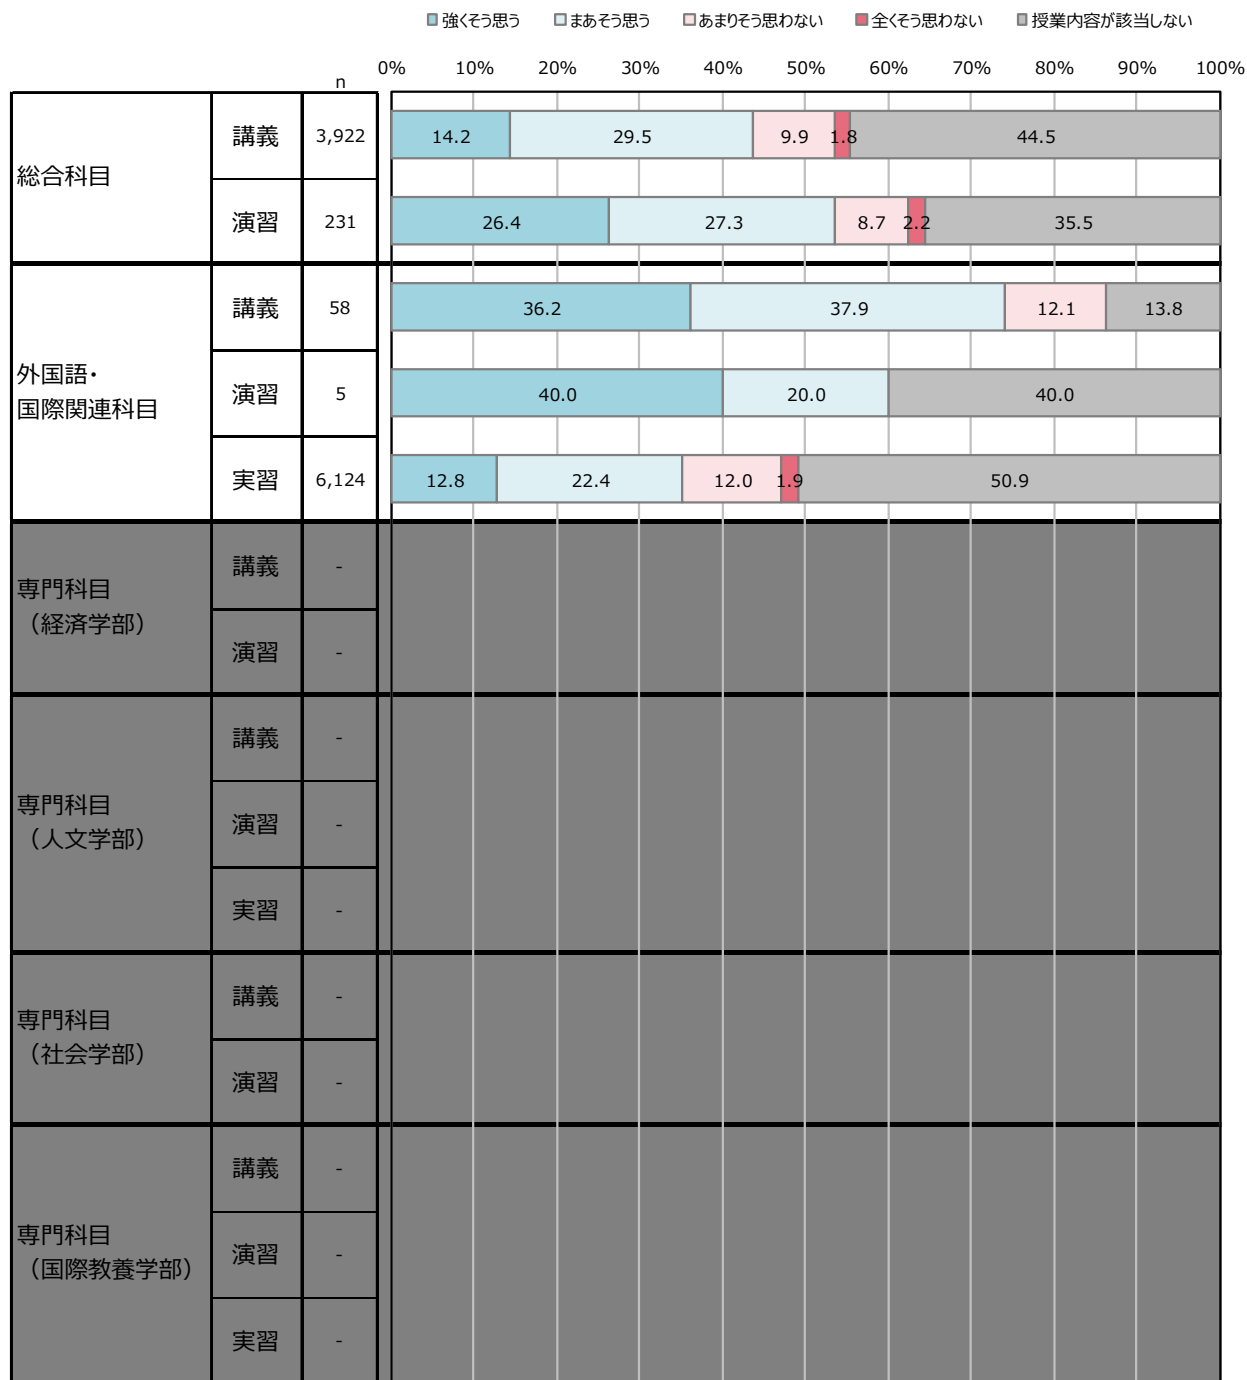 強くそう思う まあそう思う あまりそう思わない 全くそう思わない 授業内容が該当しない
n 0% 10% 20% 30% 40% 50% 60% 70% 80% 90% 100%
総合科目
講義 3,922 14.2 29.5 9.9 1.8 44.5
演習 231 26.4 27.3 8.7 2.2 35.5
外国語・
国際関連科目
講義 58 36.2 37.9 12.1 13.8
演習 5 40.0 20.0 40.0
実習 6,124 12.8 22.4 12.0 1.9 50.9
専門科目
（経済学部）
講義 -
演習 -
専門科目
（人文学部）
講義 -
演習 -
実習 -
専門科目
（社会学部）
講義 -
演習 -
専門科目
（国際教養学部）
講義 -
演習 -
実習 -